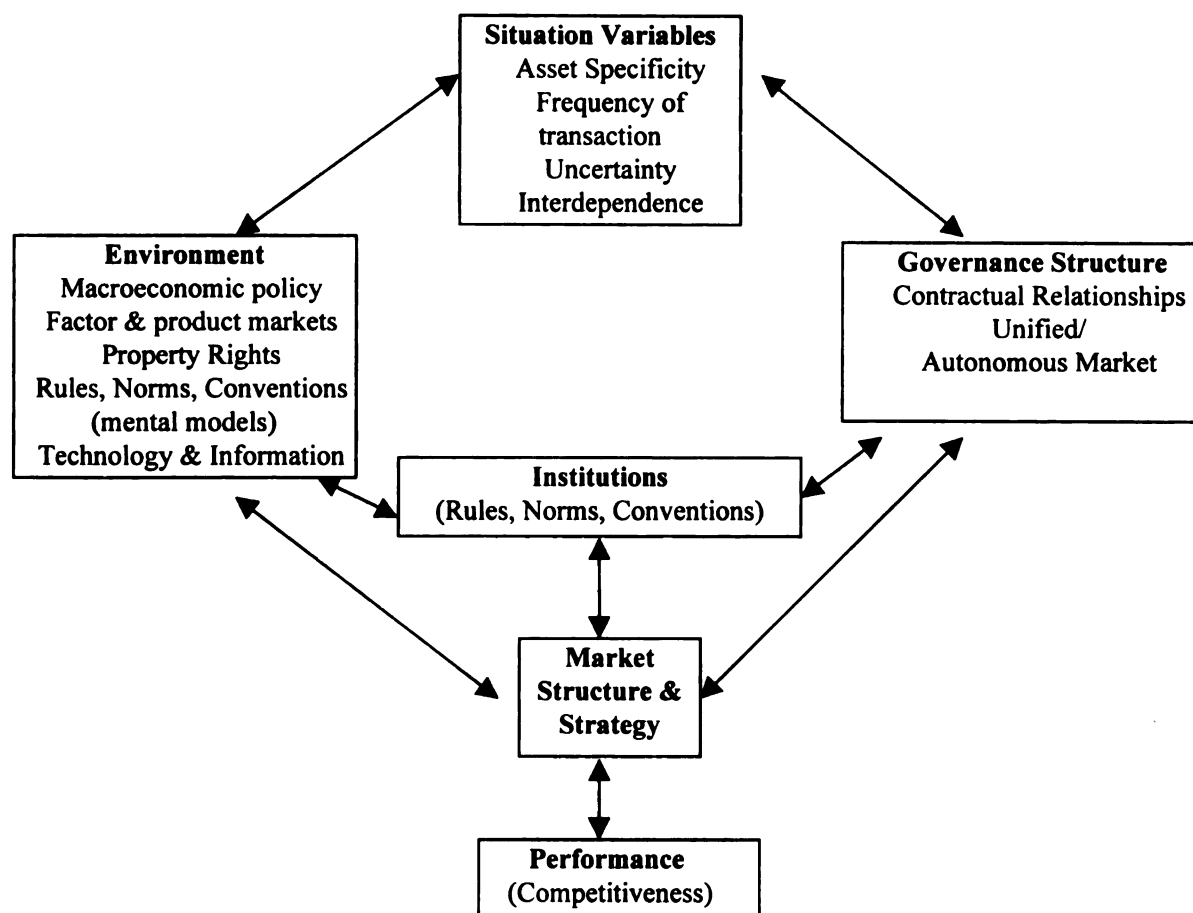 Situation Variables
Asset Specificity
Frequency of
transaction
Uncertainty
Interdependence
Environment
Macroeconomic policy
Factor & product markets
Property Rights
Rules, Norms, Conventions
(mental models)
Technology & Information
Governance Structure
Contractual Relationships
Unified/
Autonomous Market
Institutions
(Rules, Norms, Conventions)
Market
Structure &
Strategy
Performance
(Competitiveness)